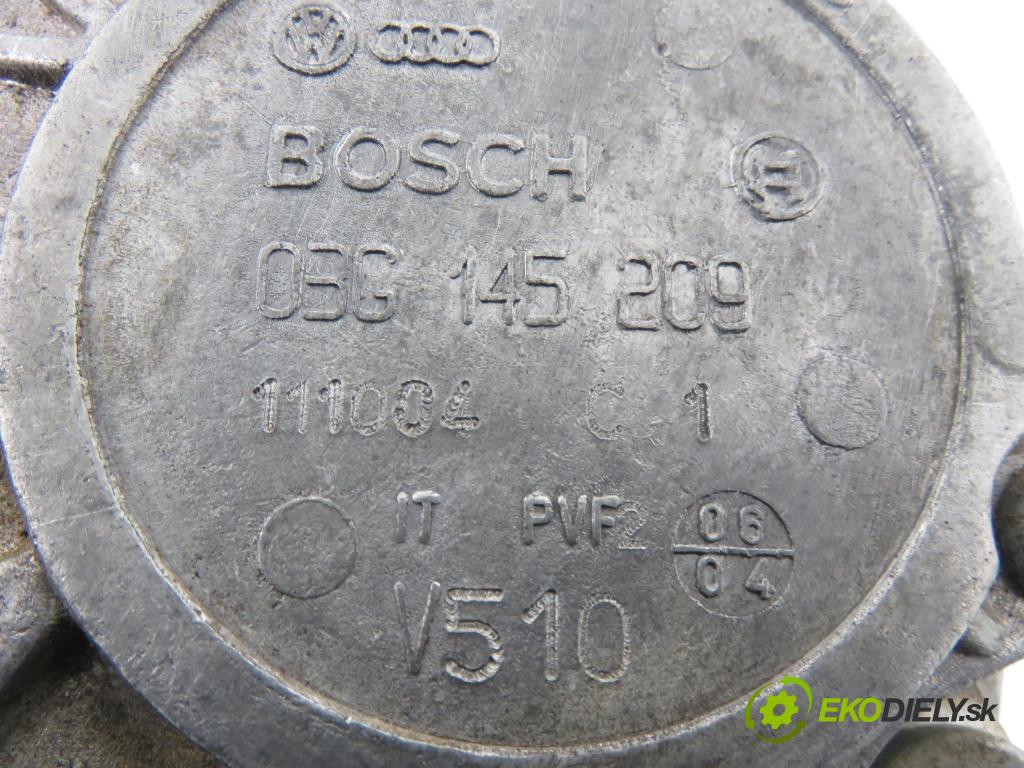 BOSCH
03G 145 209
111004 C 1
IT PVF2 06
04
V510
EKODIELY.sk